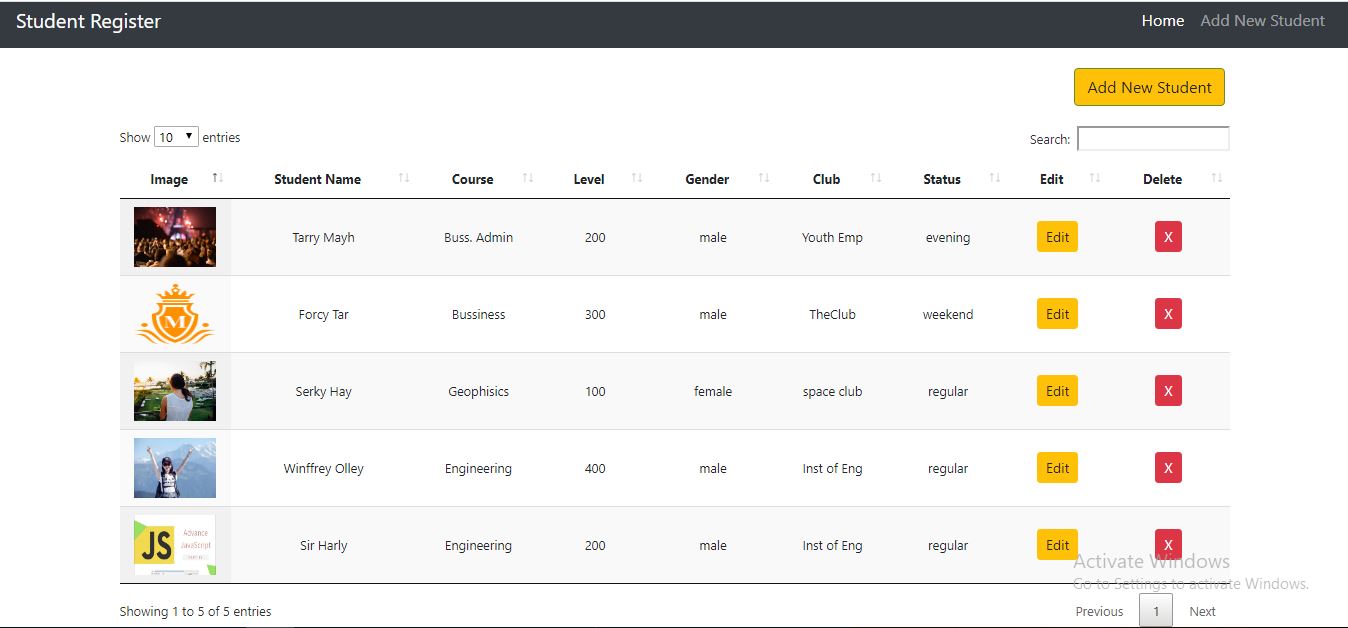 Student Register Home Add New Student
Add New Student
Show 10 entries Search:
Image Student Name Course Level Gender Club Status Edit Delete
Tarry Mayh Buss. Admin 200 male Youth Emp evening Edit X
M Forcy Tar Bussiness 300 male TheClub weekend Edit X
Serky Hay Geophisics 100 female space club regular Edit X
Winffrey Olley Engineering 400 male Inst of Eng regular Edit X
JS Advance JavaScript Sir Harly Engineering 200 male Inst of Eng regular Edit X
Activate Windows
Go to Settings to activate Windows.
Showing 1 to 5 of 5 entries Previous 1 Next